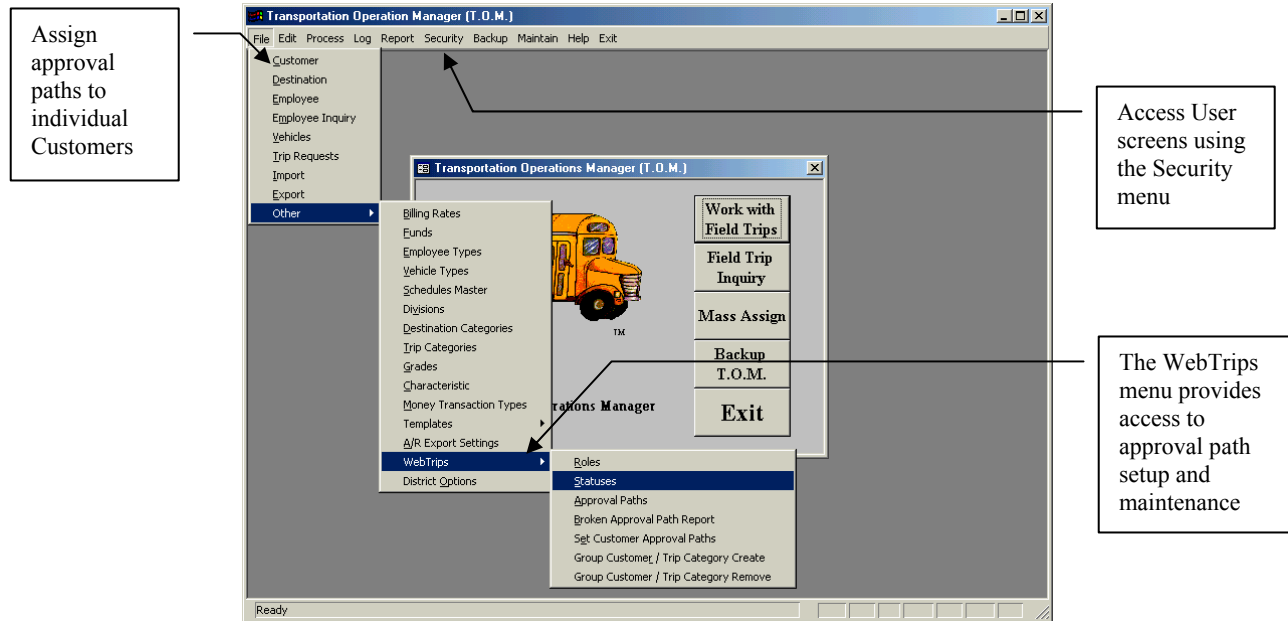 Assign
approval
paths to
individual
Customers
Transportation Operation Manager (T.O.M.)
File Edit Process Log Report Security Backup Maintain Help Exit
Customer
Destination
Employee
Employee Inquiry
Vehicles
Trip Requests
Import
Export
Other
Billing Rates
Funds
Employee Types
Vehicle Types
Schedules Master
Divisions
Destination Categories
Trip Categories
Grades
Characteristic
Money Transaction Types
Templates
A/R Export Settings
WebTrips
District Options
Roles
Statuses
Approval Paths
Broken Approval Path Report
Set Customer Approval Paths
Group Customer / Trip Category Create
Group Customer / Trip Category Remove
Transportation Operations Manager (T.O.M.)
TM
rations Manager
Work with
Field Trips
Field Trip
Inquiry
Mass Assign
Backup
T.O.M.
Exit
Ready
Access User
screens using
the Security
menu
The WebTrips
menu provides
access to
approval path
setup and
maintenance